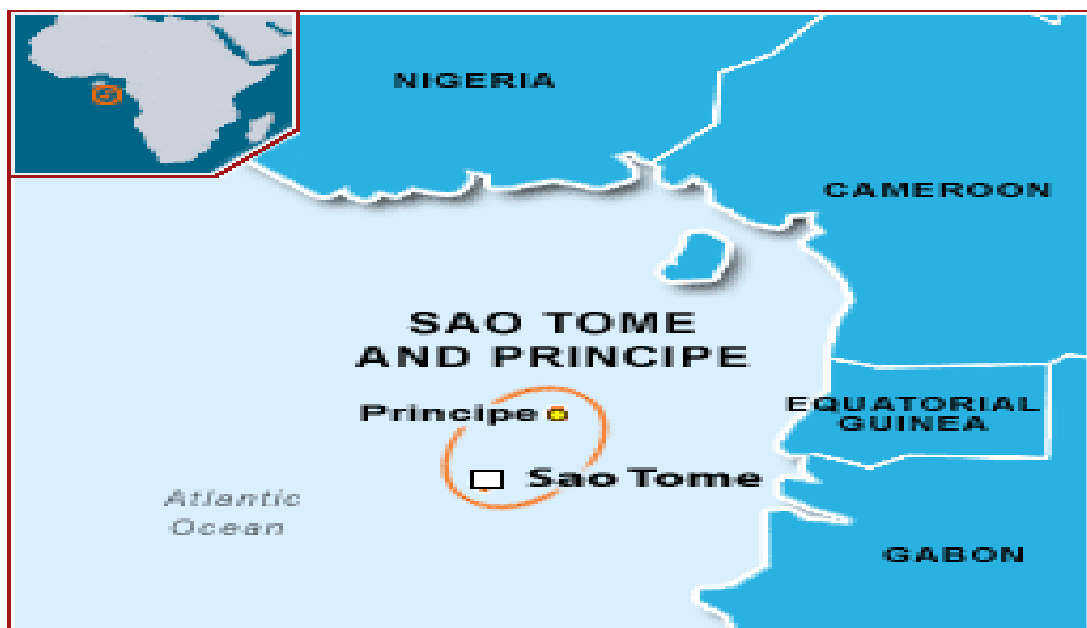 NIGERIA
CAMEROON
SAO TOME
AND PRINCIPE
Principe
EQUATORIAL
GUINEA
Sao Tome
Atlantic
Ocean
GABON